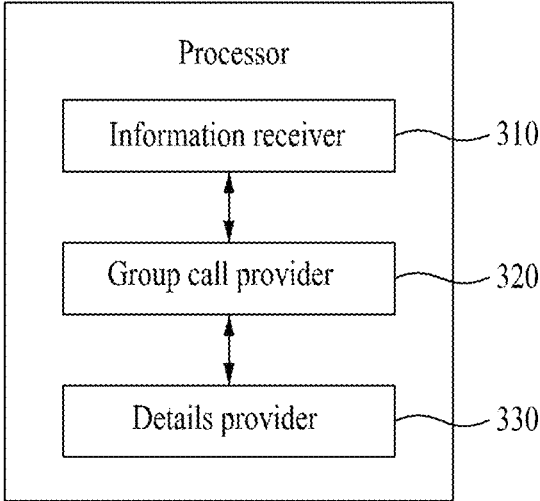 Processor
Information receiver 310
Group call provider 320
Details provider 330